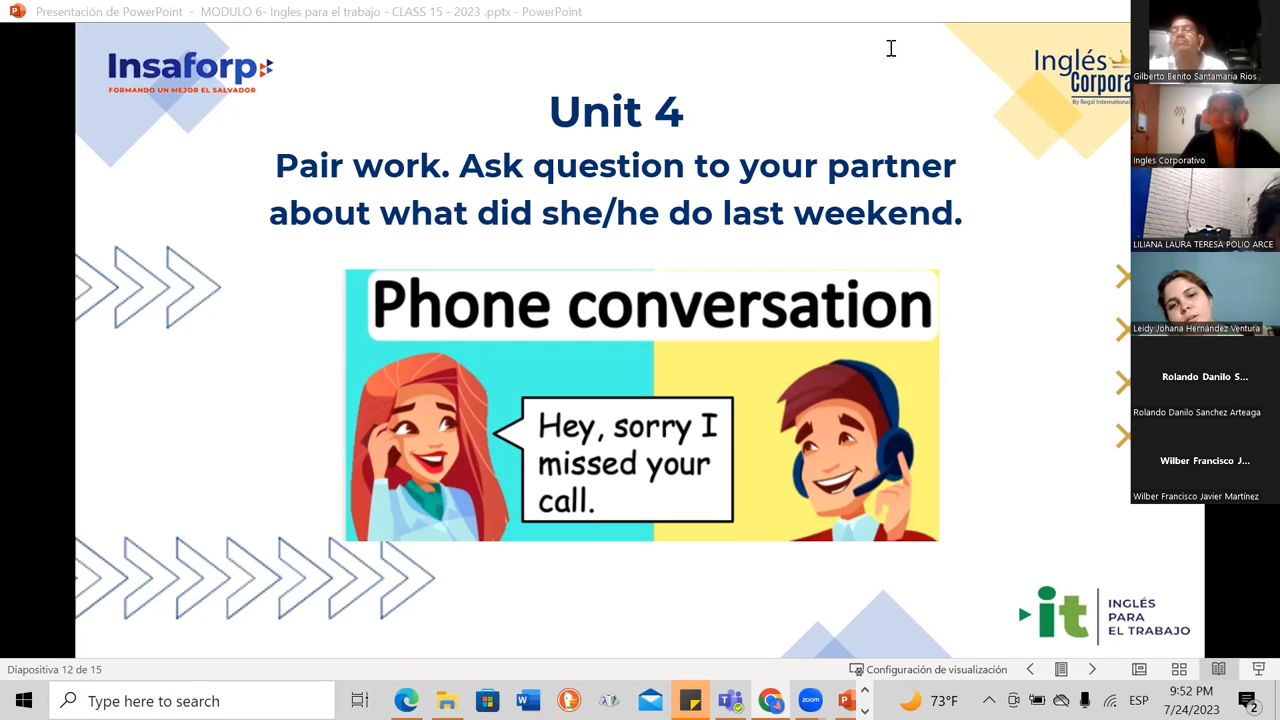 Presentación de PowerPoint - MODULO 6- Ingles para el trabajo - CLASS 15 - 2023 .pptx - PowerPoint
Insaforp
FORMANDO UN MEJOR EL SALVADOR
Inglés
Corpora
By Regal International
Unit 4
Pair work. Ask question to your partner
about what did she/he do last weekend.
Phone conversation
Hey, sorry I
missed your
call.
it
INGLÉS
PARA
EL TRABAJO
Gilberto Benito Santamaria Rios
Ingles Corporativo
LILIANA LAURA TERESA POLIO ARCE
Leidy Johana Hernández Ventura
Rolando Danilo S...
Rolando Danilo Sanchez Arteaga
Wilber Francisco J...
Wilber Francisco Javier Martínez
Diapositiva 12 de 15
Configuración de visualización
Type here to search
zoom
73°F
ESP
9:52 PM
7/24/2023
2